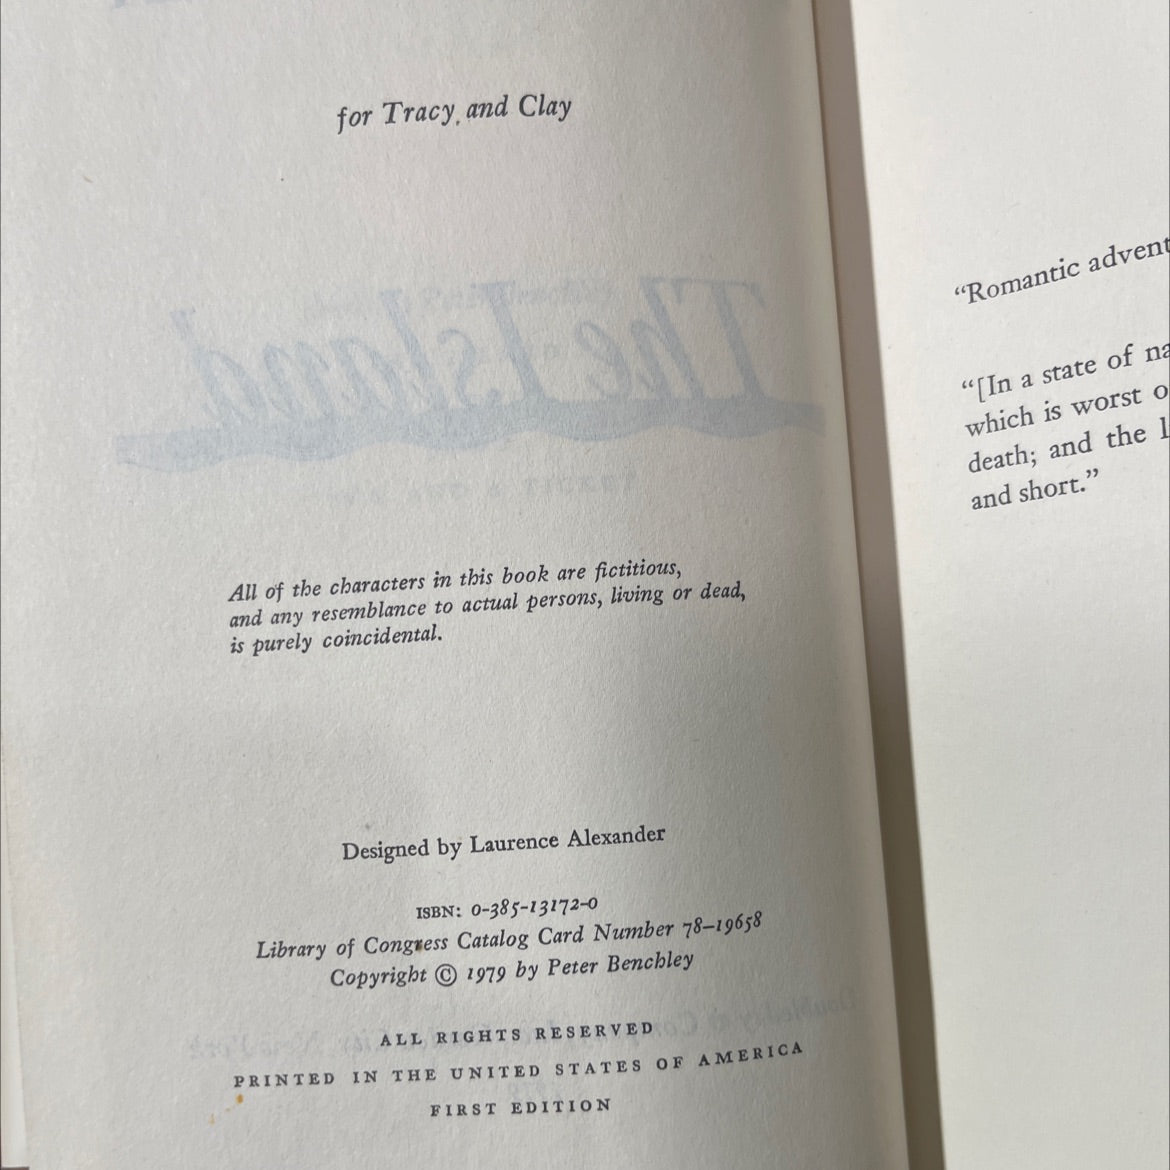 for Tracy and Clay
The Island
All of the characters in this book are fictitious,
and any resemblance to actual persons, living or dead,
is purely coincidental.
Designed by Laurence Alexander
ISBN: 0-385-13172-0
Library of Congress Catalog Card Number 78–19658
Copyright © 1979 by Peter Benchley
ALL RIGHTS RESERVED
PRINTED IN THE UNITED STATES OF AMERICA
FIRST EDITION
“Romantic advent
“[In a state of na
which is worst o
death; and the l
and short.”